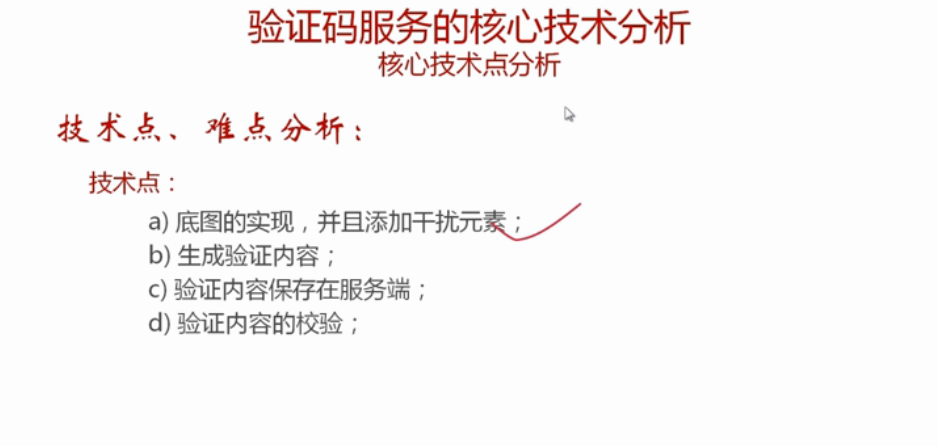 验证码服务的核心技术分析
核心技术点分析
技术点、难点分析：
技术点：
a) 底图的实现，并且添加干扰元素；
b) 生成验证内容；
c) 验证内容保存在服务端；
d) 验证内容的校验；